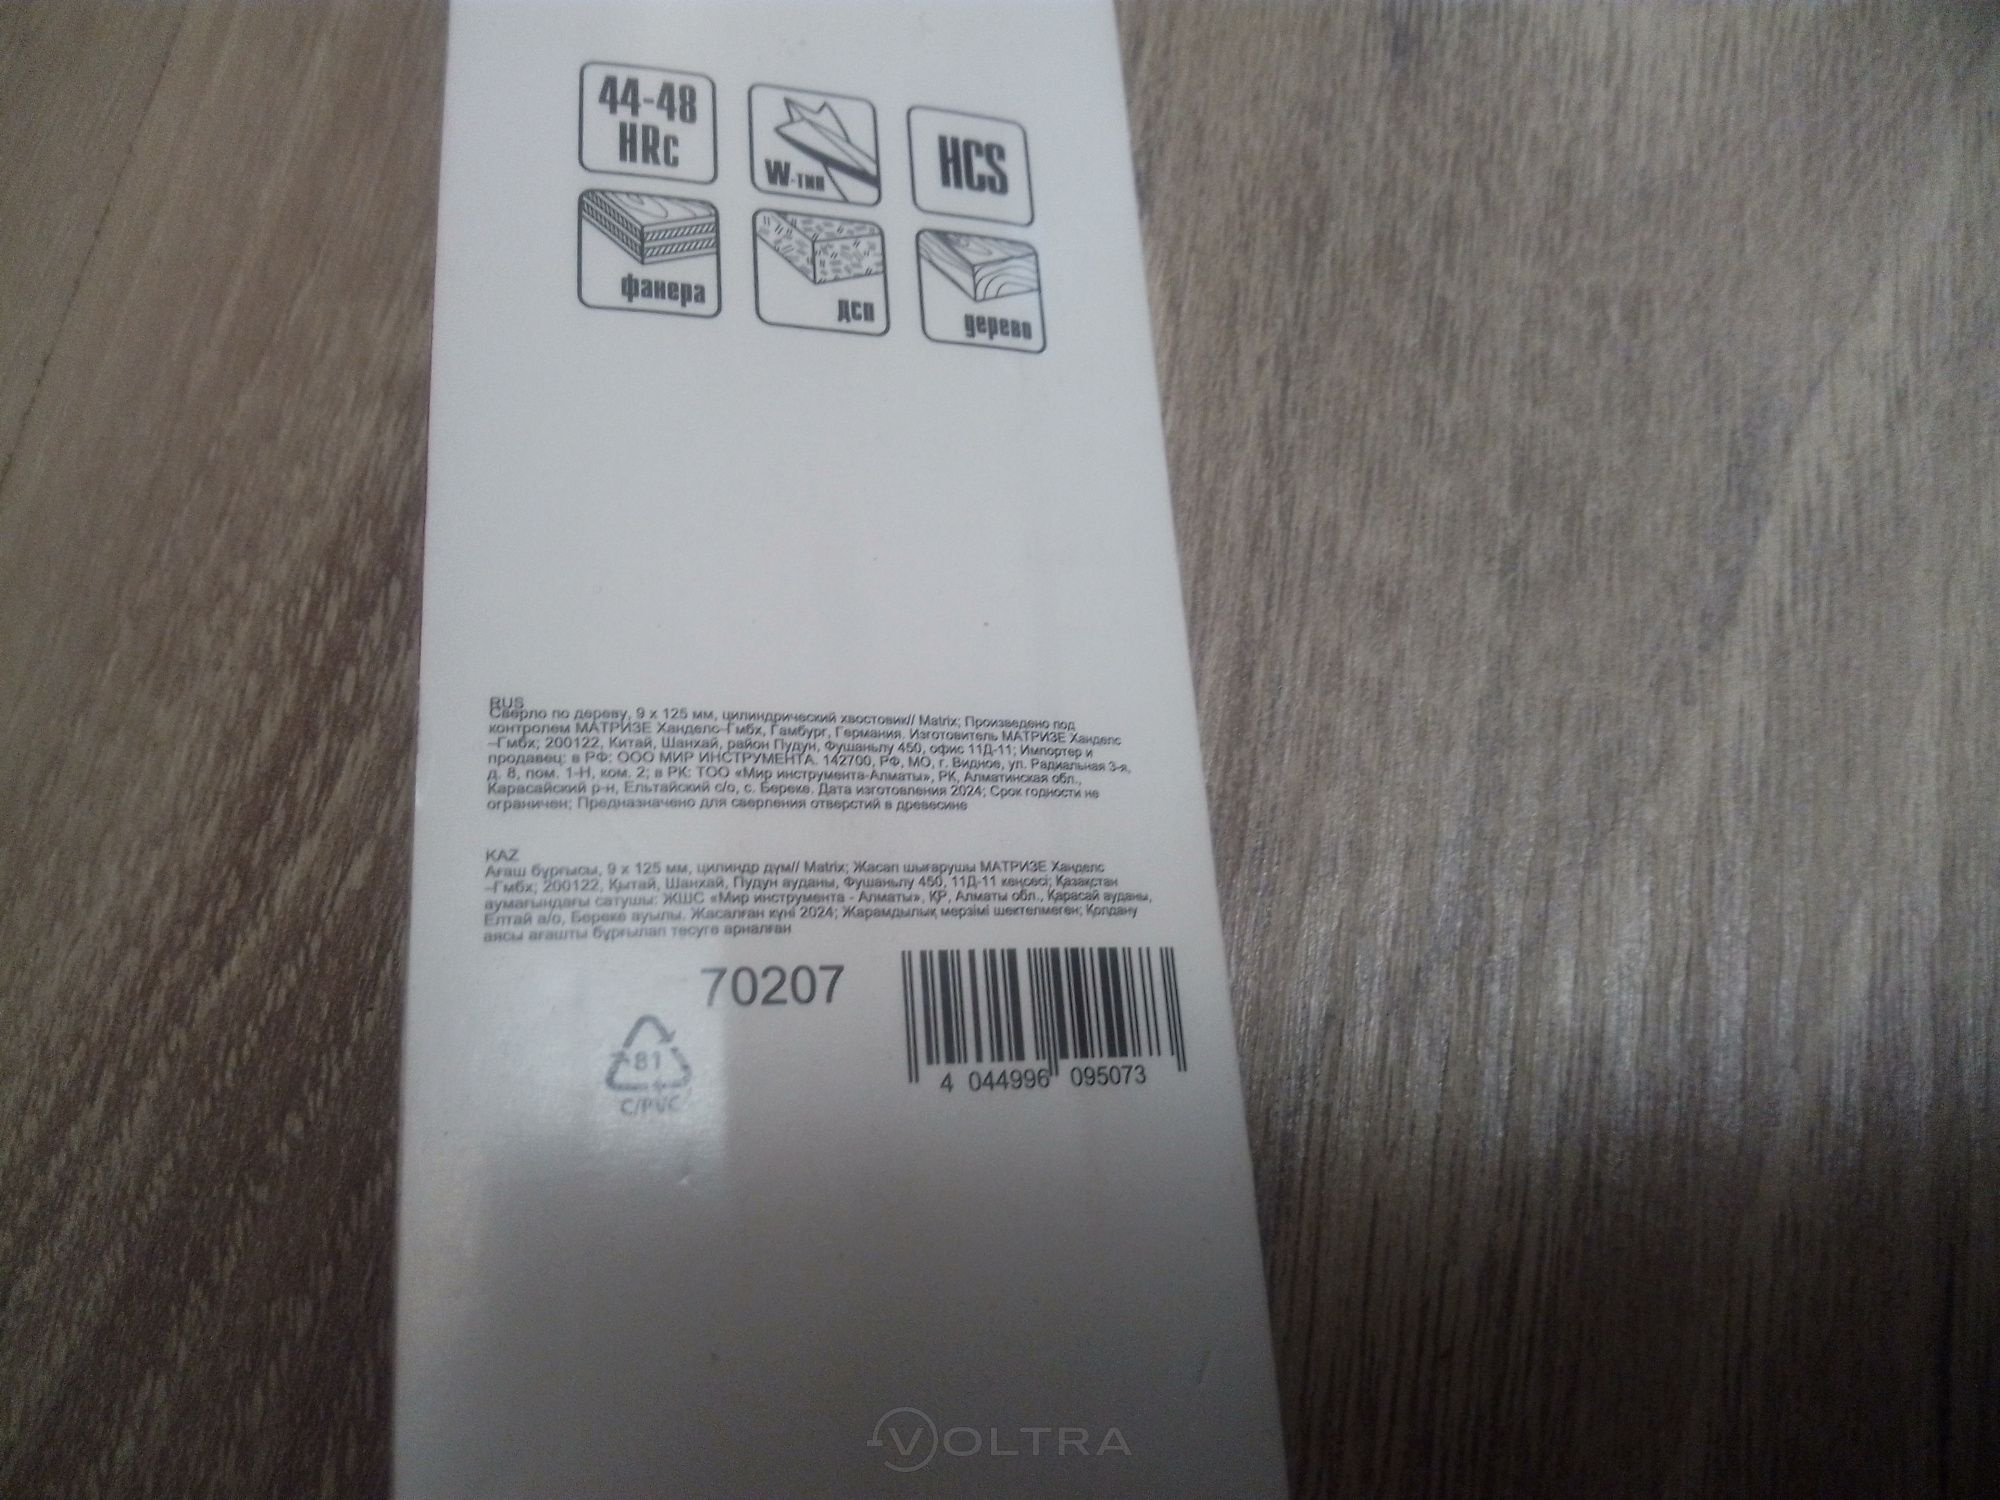 44-48
HRc
W-тип
HCS
фанера
дсп
дерево
RUS
Сверло по дереву, 9 x 125 мм, цилиндрический хвостовик// Matrix; Произведено под
контролем МАТРИЗЕ Ханделс-Гмбх, Гамбург, Германия. Изготовитель МАТРИЗЕ Ханделс
–Гмбх; 200122, Китай, Шанхай, район Пудун, Фушаньлу 450, офис 11Д-11; Импортер и
продавец: в РФ: ООО МИР ИНСТРУМЕНТА. 142700, РФ, МО, г. Видное, ул. Радиальная 3-я,
д. 8, пом. 1-Н, ком. 2; в РК: ТОО «Мир инструмента-Алматы», РК, Алматинская обл.,
Карасайский р-н, Ельтайский с/о, с. Береке. Дата изготовления 2024; Срок годности не
ограничен; Предназначено для сверления отверстий в древесине
KAZ
Ағаш бұрғысы, 9 x 125 мм, цилиндр дүм// Matrix; Жасап шығарушы МАТРИЗЕ Ханделс
–Гмбх; 200122, Қытай, Шанхай, Пудун ауданы, Фушаньлу 450, 11Д-11 кеңсесі; Қазақстан
аумағындағы сатушы: ЖШС «Мир инструмента - Алматы», ҚР, Алматы обл., Қарасай ауданы,
Елтай а/о, Береке ауылы. Жасалған күні 2024; Жарамдылық мерзімі шектелмеген; Қолдану
аясы ағашты бұрғылап тесуге арналған
70207
81
C/PVC
4 044996 095073
VOLTRA